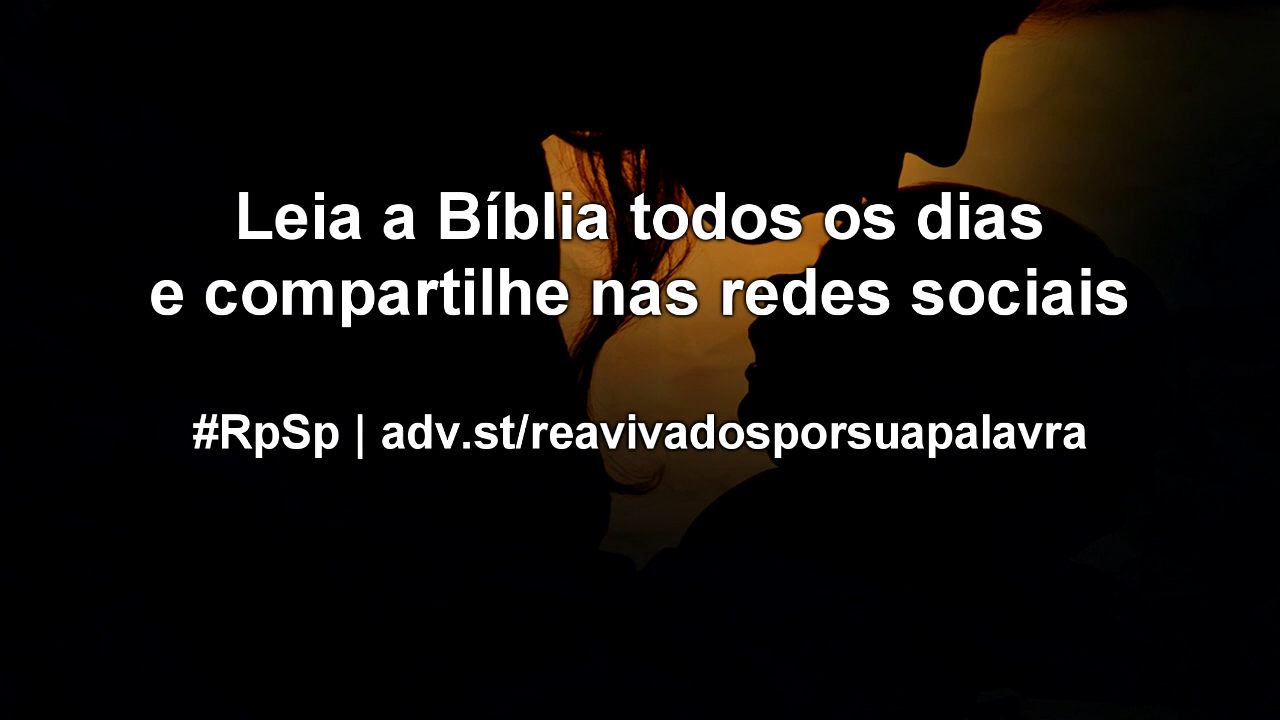 Leia a Bíblia todos os dias
e compartilhe nas redes sociais
#RpSp | adv.st/reavivadosporsuapalavra